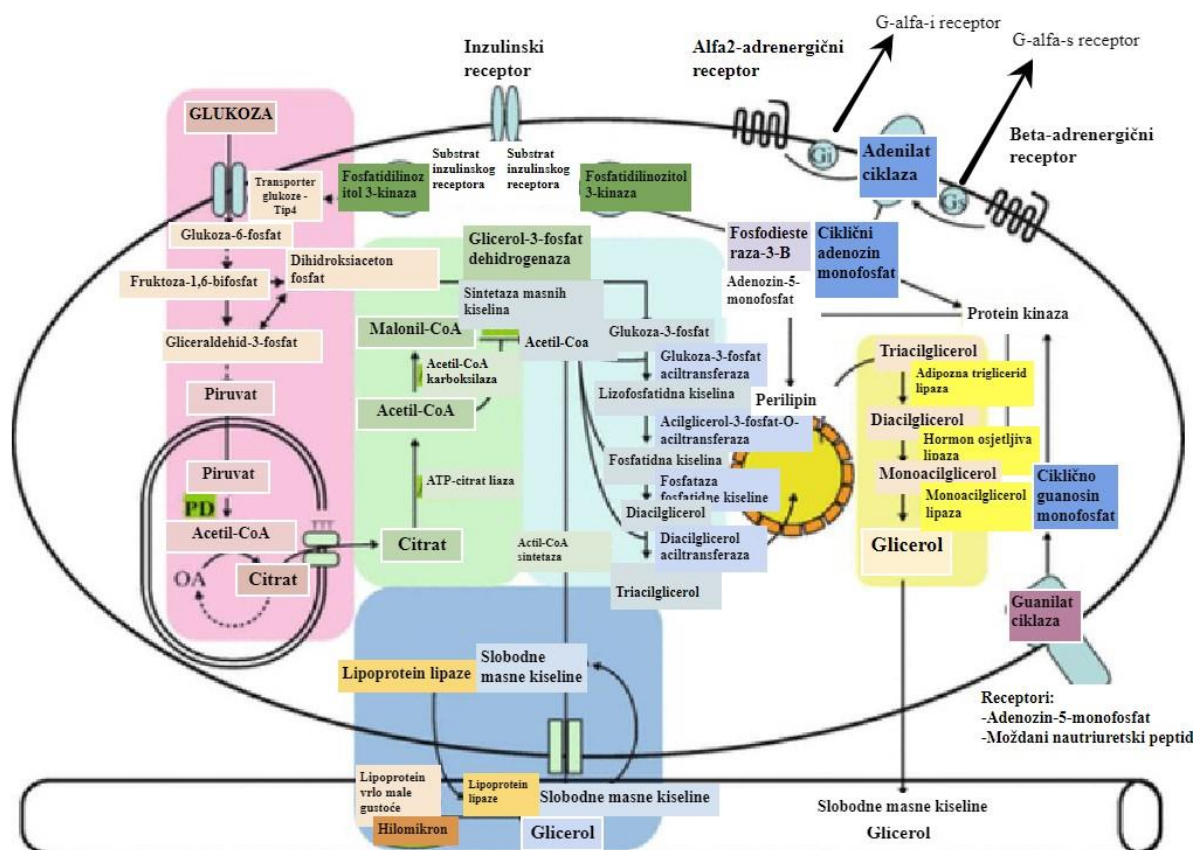 G-alfa-i receptor
G-alfa-s receptor
Inzulinski
receptor
Alfa2-adrenergični
receptor
Beta-adrenergični
receptor
GLUKOZA
Gi
Adenilat
ciklaza
Gs
Substrat
inzulinskog
receptora
Substrat
inzulinskog
receptora
Transporter
glukoze -
Tip4
Fosfatidilinoz
itol 3-kinaza
Fosfatidilinozitol
3-kinaza
Glukoza-6-fosfat
Fruktoza-1,6-bifosfat
Dihidroksiaceton
fosfat
Gliceraldehid-3-fosfat
Piruvat
Piruvat
PD
Acetil-CoA
OA
Citrat
Glicerol-3-fosfat
dehidrogenaza
Sintetaza masnih
kiselina
Malonil-CoA
Acetil-Coa
Acetil-CoA
karboksilaza
Acetil-CoA
ATP-citrat liaza
Citrat
Actil-CoA
sintetaza
Glukoza-3-fosfat
Glukoza-3-fosfat
aciltransferaza
Lizofosfatidna kiselina
Acilglicerol-3-fosfat-O-
aciltransferaza
Fosfatidna kiselina
Fosfataza
fosfatidne kiseline
Diacilglicerol
Diacilglicerol
aciltransferaza
Triacilglicerol
Fosfodieste
raza-3-B
Ciklični
adenozin
monofosfat
Adenozin-5-
monofosfat
Protein kinaza
Perilipin
Triacilglicerol
Adipozna triglicerid
lipaza
Diacilglicerol
Hormon osjetljiva
lipaza
Monoacilglicerol
Monoacilglicerol
lipaza
Glicerol
Ciklično
guanosin
monofosfat
Guanilat
ciklaza
Receptori:
-Adenozin-5-monofosfat
-Moždani nautriuretski peptid
Lipoprotein lipaze
Slobodne
masne kiseline
Lipoprotein
vrlo male
gustoće
Lipoprotein
lipaze
Slobodne masne kiseline
Hilomikron
Glicerol
Slobodne masne kiseline
Glicerol